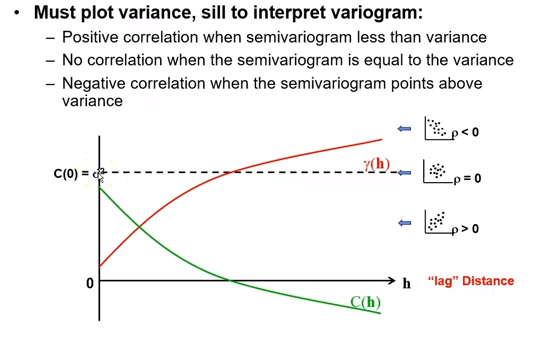 • Must plot variance, sill to interpret variogram:
– Positive correlation when semivariogram less than variance
– No correlation when the semivariogram is equal to the variance
– Negative correlation when the semivariogram points above
variance
ρ < 0
γ(h)
C(0) = σ²
ρ = 0
ρ > 0
0
h "lag" Distance
C(h)